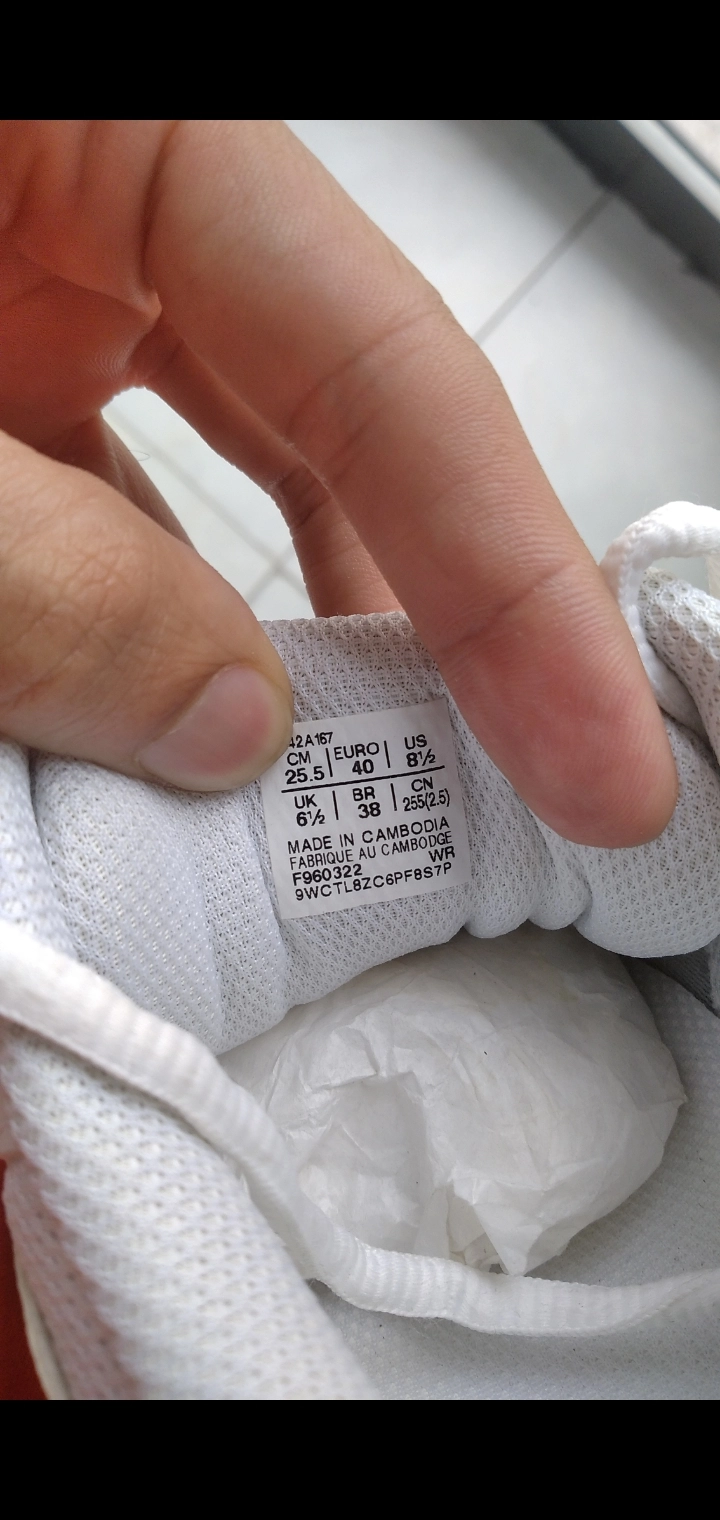 42A167
CM EURO US
25.5 40 8½
UK BR CN
6½ 38 255(2.5)
MADE IN CAMBODIA
FABRIQUE AU CAMBODGE
F960322 WR
9WCTL8ZC6PF8S7P